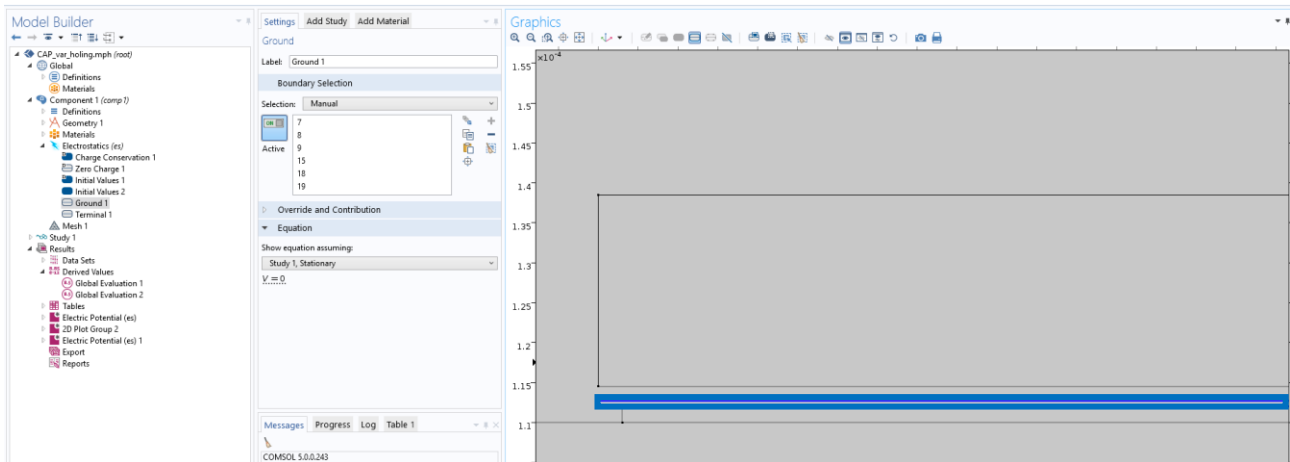 Model Builder
CAP_var_holing.mph (root)
Global
Definitions
Materials
Component 1 (comp1)
Definitions
Geometry 1
Materials
Electrostatics (es)
Charge Conservation 1
Zero Charge 1
Initial Values 1
Initial Values 2
Ground 1
Terminal 1
Mesh 1
Study 1
Results
Data Sets
Derived Values
Global Evaluation 1
Global Evaluation 2
Tables
Electric Potential (es)
2D Plot Group 2
Electric Potential (es) 1
Export
Reports
Settings Add Study Add Material
Ground
Label: Ground 1
Boundary Selection
Selection: Manual
ON
Active
7
8
9
15
18
19
Override and Contribution
Equation
Show equation assuming:
Study 1, Stationary
V = 0
Messages Progress Log Table 1
COMSOL 5.0.0.243
Graphics
×10⁻⁴
1.55
1.5
1.45
1.4
1.35
1.3
1.25
1.2
1.15
1.1